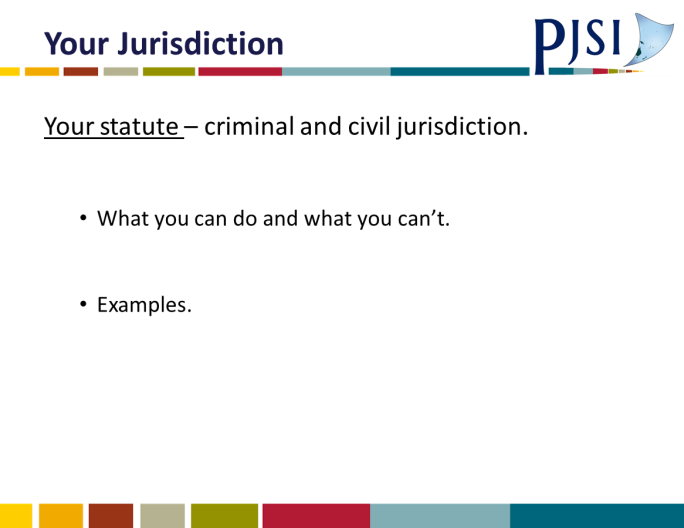 Your Jurisdiction
PJSI
Your statute – criminal and civil jurisdiction.
• What you can do and what you can’t.
• Examples.